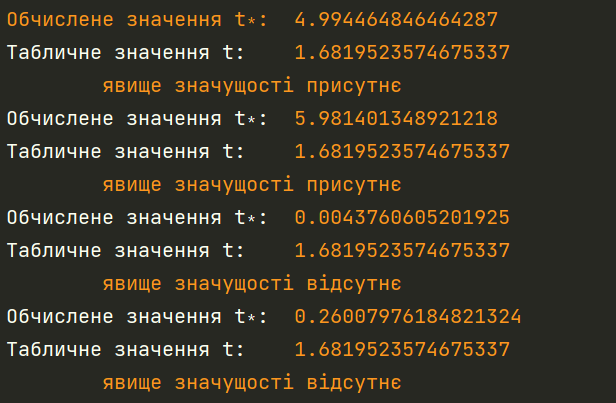 Обчислене значення t*: 4.994464846464287
Табличне значення t: 1.6819523574675337
явище значущості присутнє
Обчислене значення t*: 5.981401348921218
Табличне значення t: 1.6819523574675337
явище значущості присутнє
Обчислене значення t*: 0.0043760605201925
Табличне значення t: 1.6819523574675337
явище значущості відсутнє
Обчислене значення t*: 0.26007976184821324
Табличне значення t: 1.6819523574675337
явище значущості відсутнє